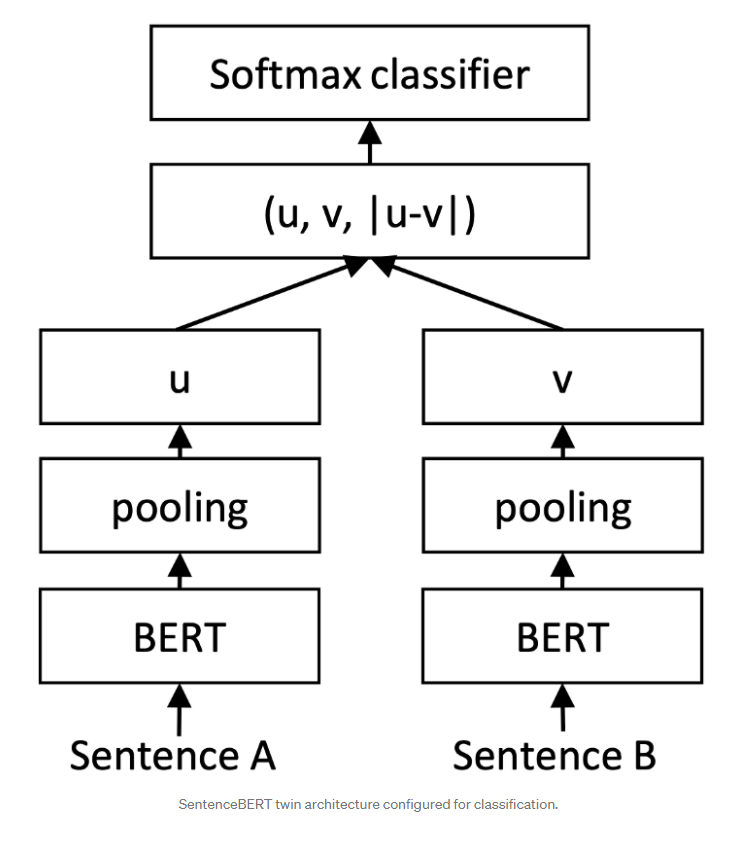 Softmax classifier
(u, v, |u-v|)
u
v
pooling
pooling
BERT
BERT
Sentence A
Sentence B
SentenceBERT twin architecture configured for classification.